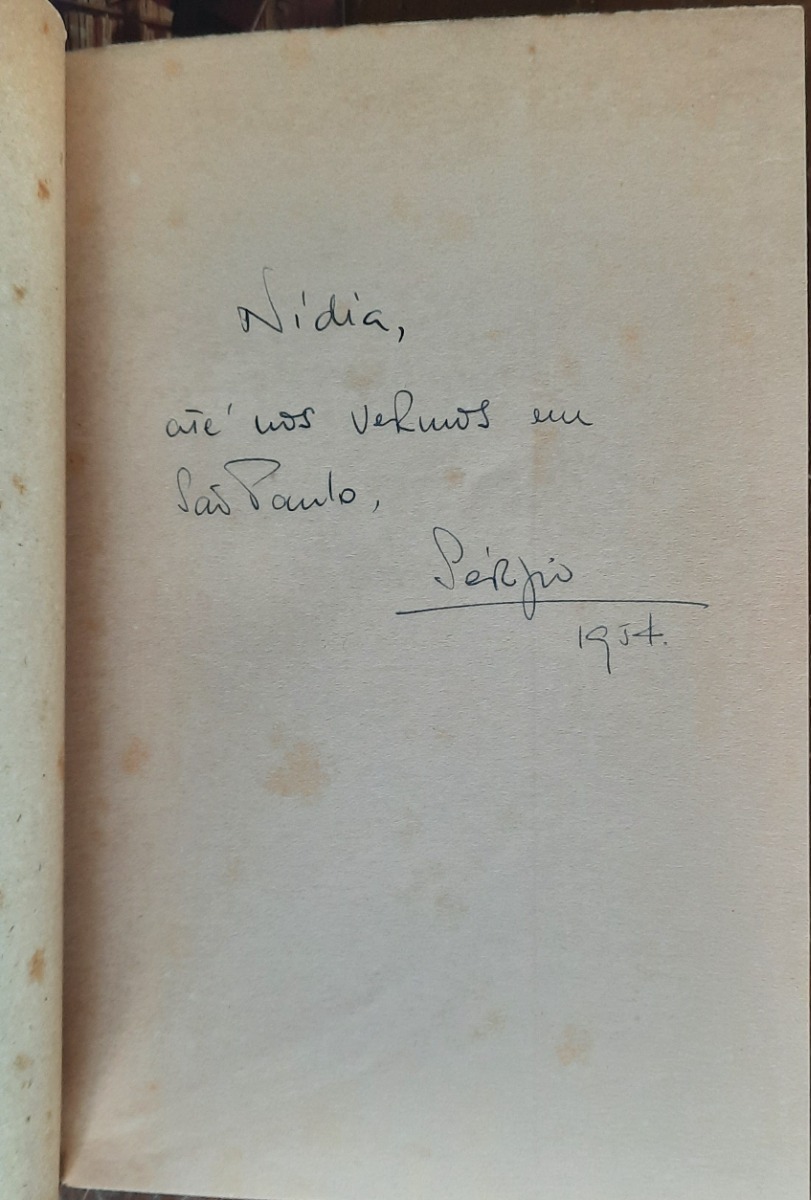 Nídia,
até nos vermos em
São Paulo,
Sérgio
1954.